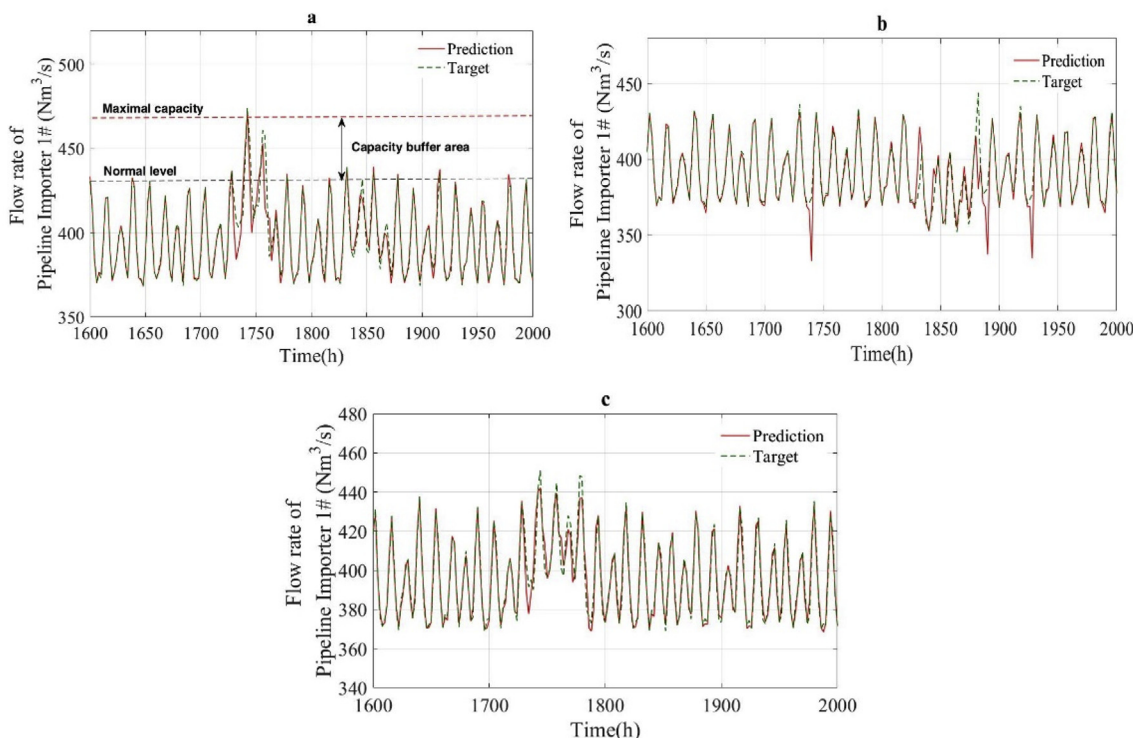 a
Flow rate of
Pipeline Importer 1# (Nm³/s)
500
450
400
350
Prediction
Target
Maximal capacity
Capacity buffer area
Normal level
1600 1650 1700 1750 1800 1850 1900 1950 2000
Time(h)
b
Flow rate of
Pipeline Importer 1# (Nm³/s)
450
400
350
300
Prediction
Target
1600 1650 1700 1750 1800 1850 1900 1950 2000
Time(h)
c
Flow rate of
Pipeline Importer 1# (Nm³/s)
480
460
440
420
400
380
360
340
Prediction
Target
1600 1700 1800 1900 2000
Time(h)